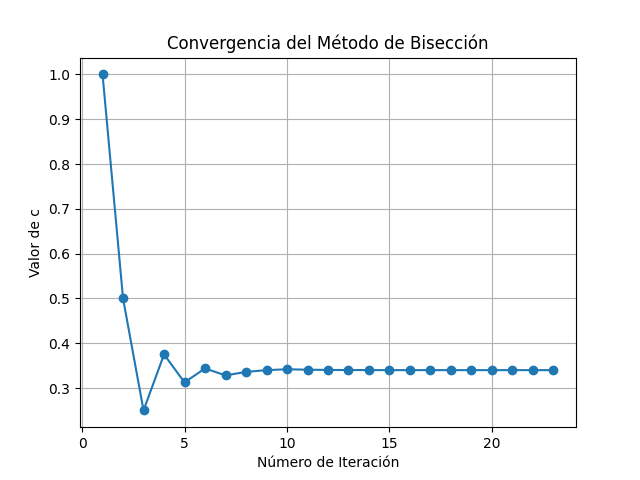 Convergencia del Método de Bisección
1.0
0.9
0.8
0.7
0.6
0.5
0.4
0.3
Valor de c
0 5 10 15 20
Número de Iteración